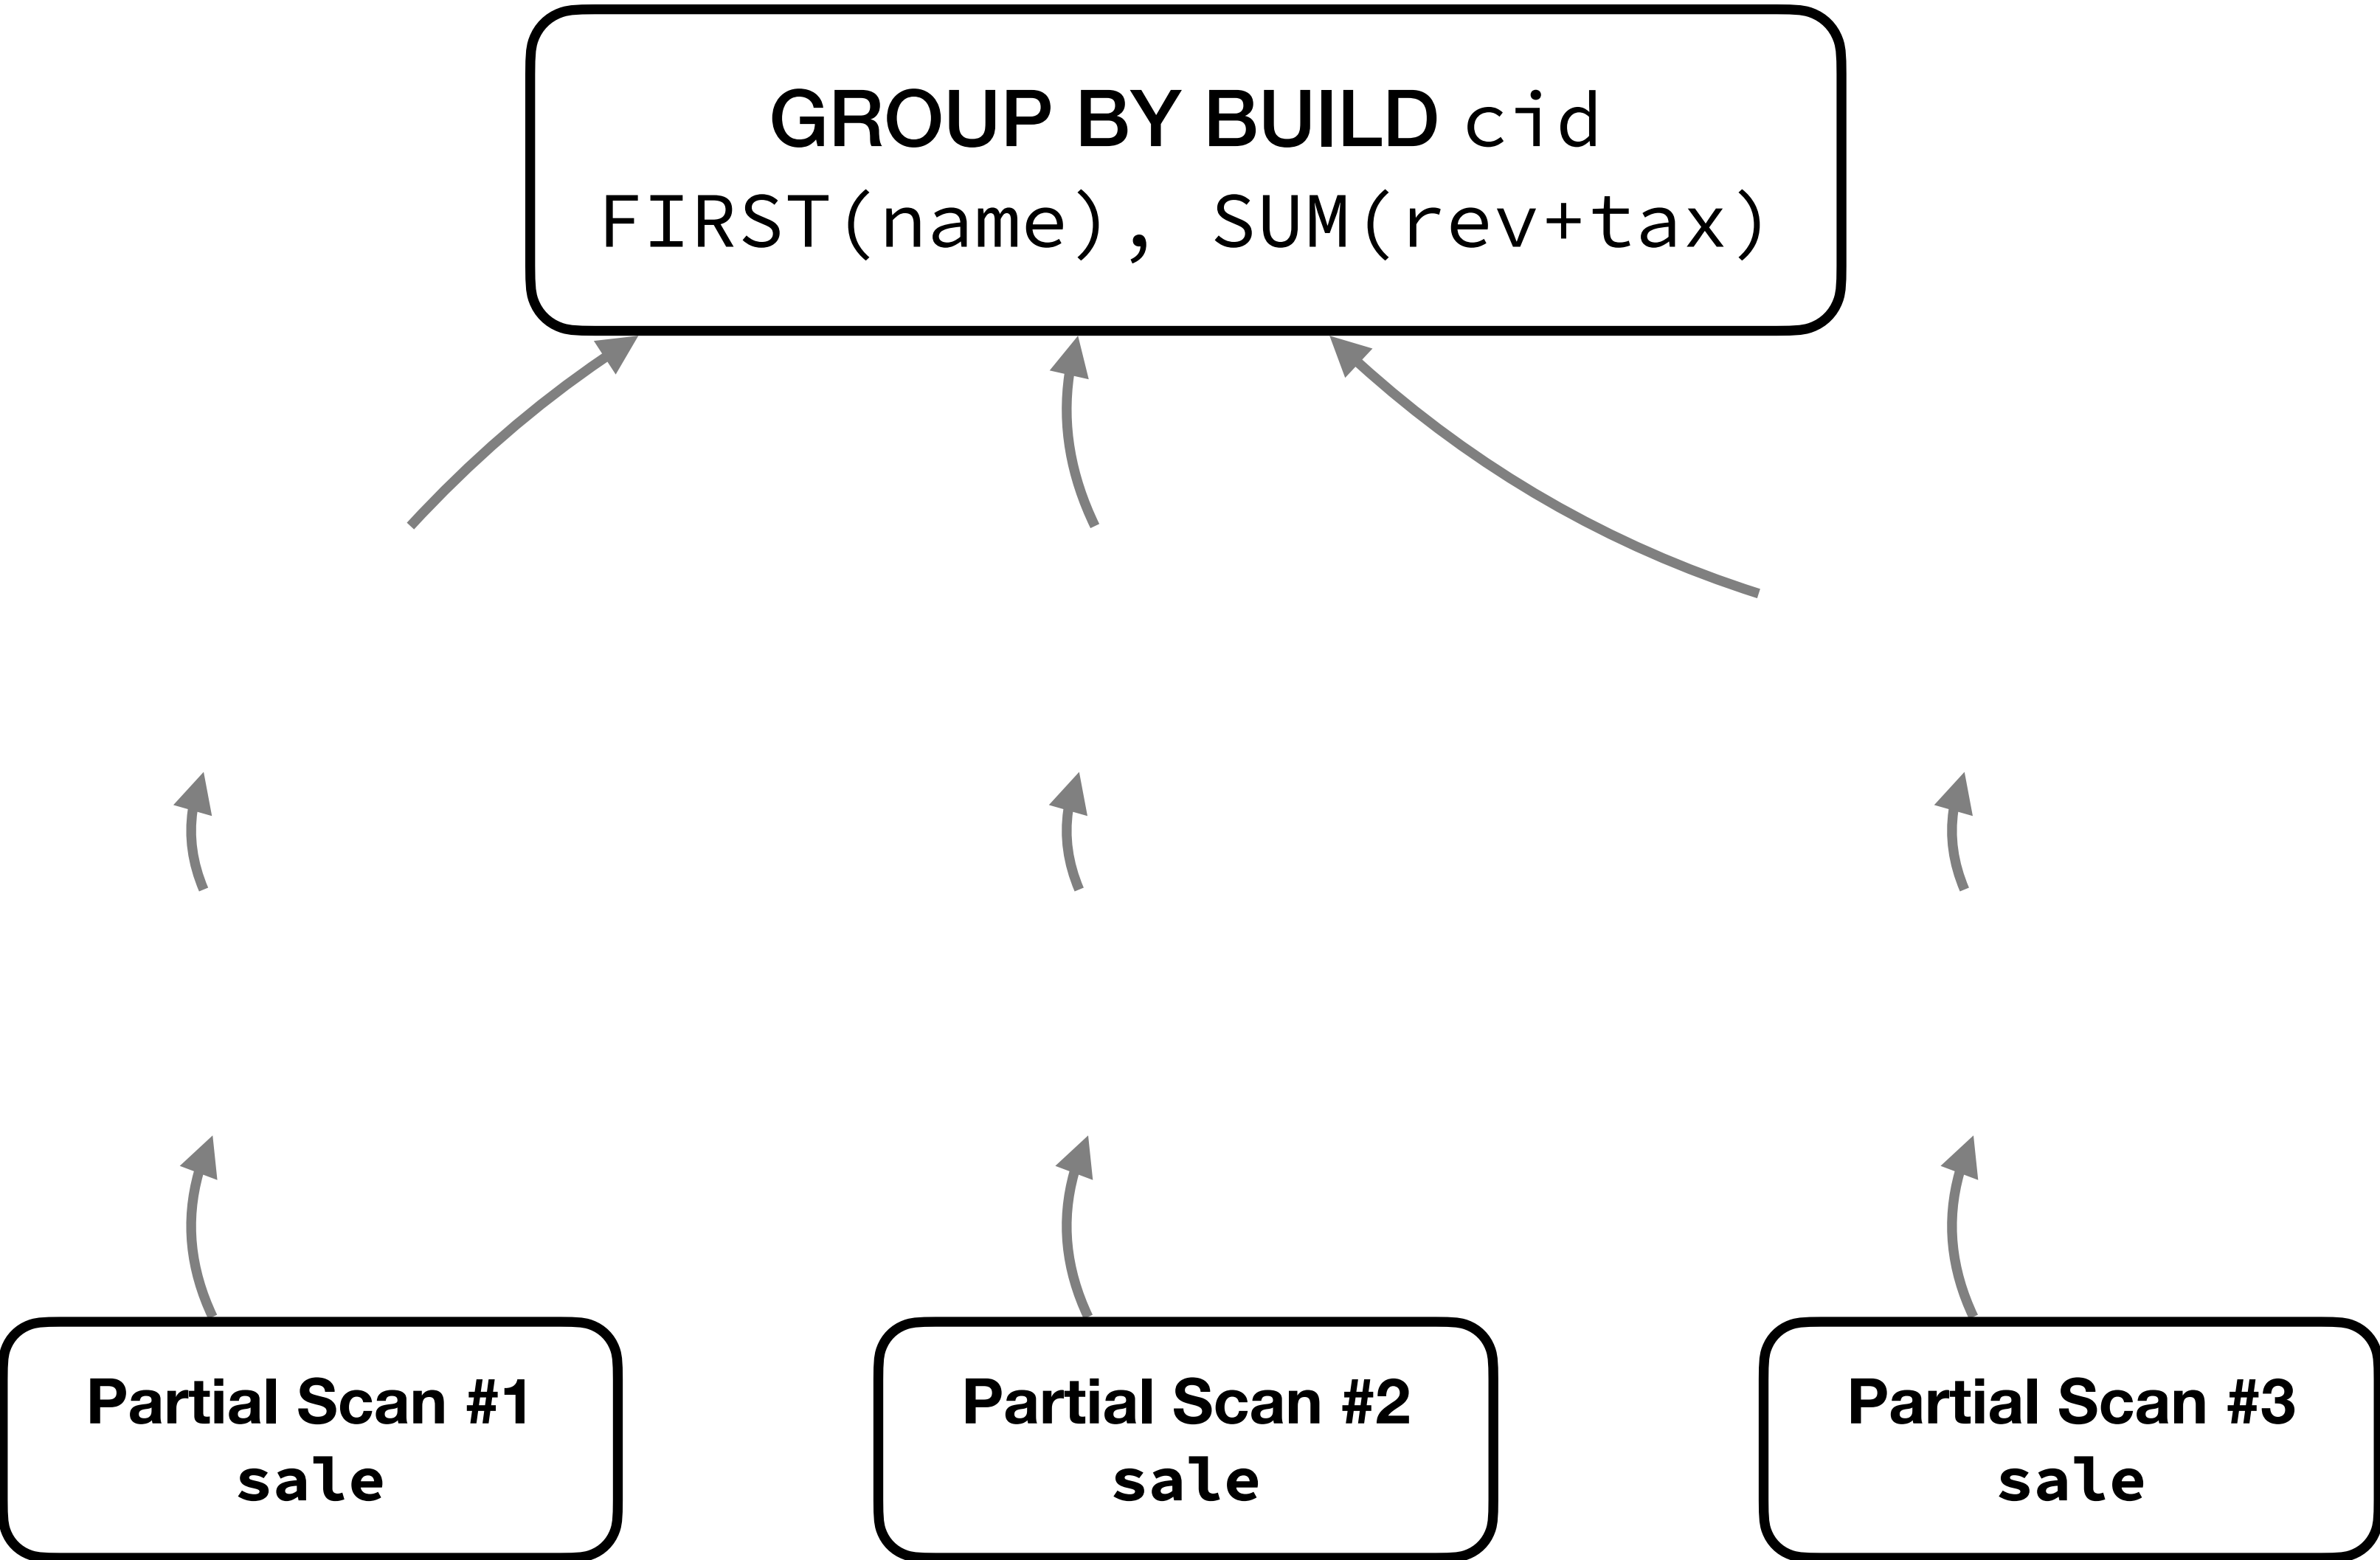 GROUP BY BUILD cid
FIRST(name), SUM(rev+tax)
Partial Scan #1
sale
Partial Scan #2
sale
Partial Scan #3
sale